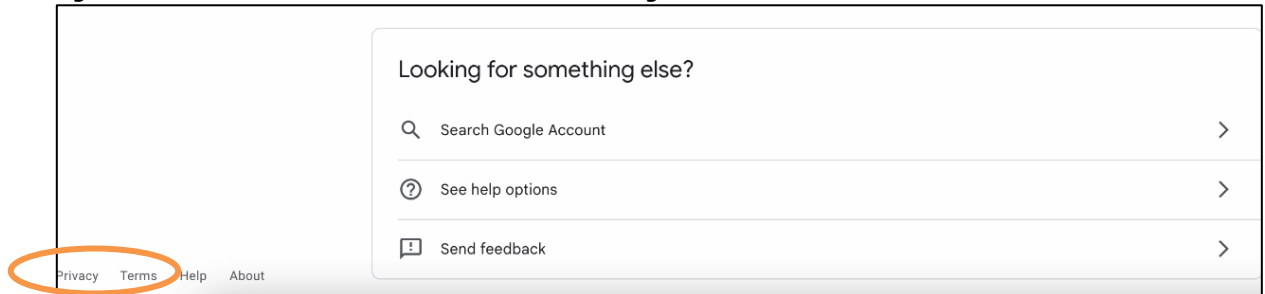 Looking for something else?
Search Google Account
See help options
Send feedback
Privacy Terms Help About